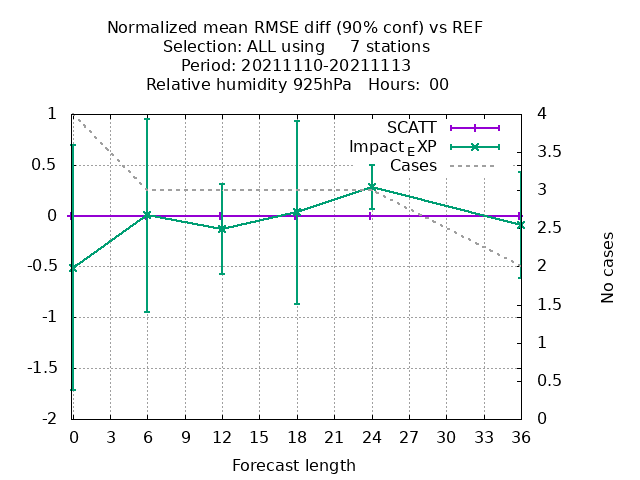 Normalized mean RMSE diff (90% conf) vs REF
Selection: ALL using     7 stations
Period: 20211110-20211113
Relative humidity 925hPa   Hours:  00
SCATT
Impact_EXP
Cases
1
0.5
0
-0.5
-1
-1.5
-2
4
3.5
3
2.5
2
1.5
1
0.5
0
No cases
0 3 6 9 12 15 18 21 24 27 30 33 36
Forecast length